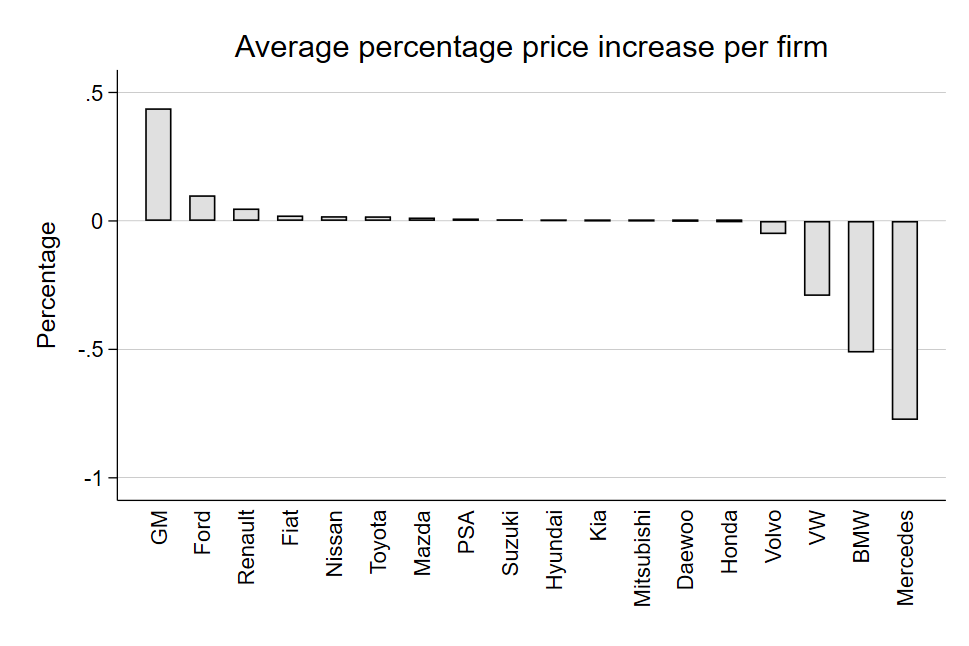 Average percentage price increase per firm
Percentage
.5
0
-.5
-1
GM
Ford
Renault
Fiat
Nissan
Toyota
Mazda
PSA
Suzuki
Hyundai
Kia
Mitsubishi
Daewoo
Honda
Volvo
VW
BMW
Mercedes